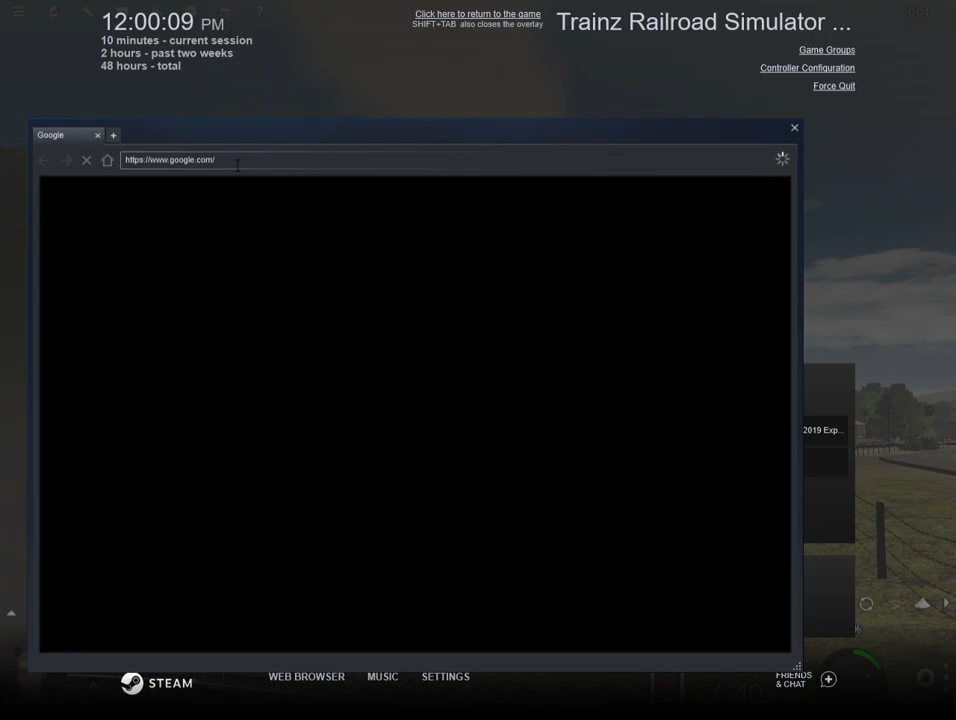 12:00:09 PM
10 minutes - current session
2 hours - past two weeks
48 hours - total
Click here to return to the game
SHIFT+TAB also closes the overlay
Trainz Railroad Simulator ...
Game Groups
Controller Configuration
Force Quit
Google
https://www.google.com/
2019 Exp...
STEAM
WEB BROWSER
MUSIC
SETTINGS
FRIENDS
& CHAT